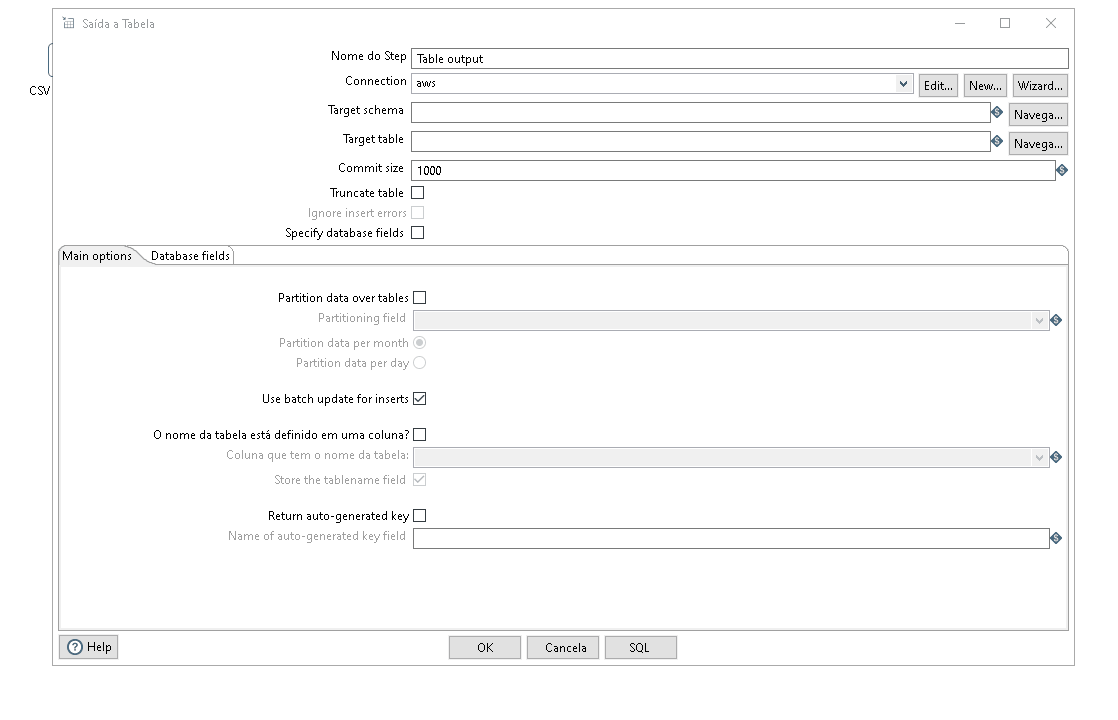 Saída a Tabela
CSV
Nome do Step Table output
Connection aws Edit... New... Wizard...
Target schema Navega...
Target table Navega...
Commit size 1000
Truncate table
Ignore insert errors
Specify database fields
Main options Database fields
Partition data over tables
Partitioning field
Partition data per month
Partition data per day
Use batch update for inserts
O nome da tabela está definido em uma coluna?
Coluna que tem o nome da tabela:
Store the tablename field
Return auto-generated key
Name of auto-generated key field
Help OK Cancela SQL